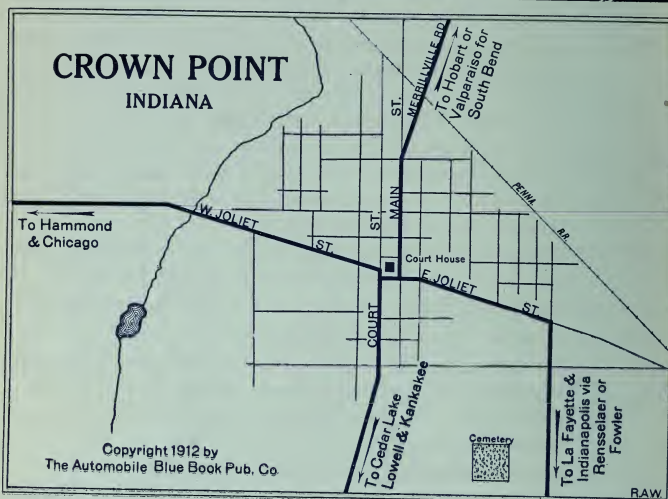 CROWN POINT
INDIANA
MERRILLVILLE RD.
To Hobart or
Valparaiso for
South Bend
ST.
MAIN
PENNA.
R.R.
To Hammond
& Chicago
W. JOLIET
ST.
ST.
COURT
Court House
E. JOLIET
ST.
To Cedar Lake
Lowell & Kankakee
Cemetery
To La Fayette &
Indianapolis via
Rensselaer or
Fowler
Copyright 1912 by
The Automobile Blue Book Pub. Co.
R.A.W.